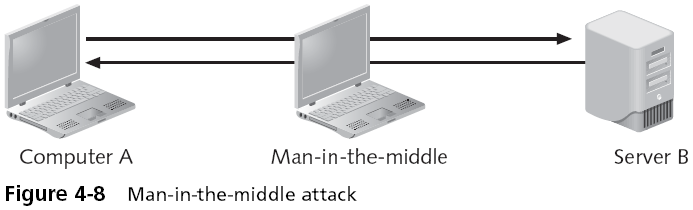 Computer A
Man-in-the-middle
Server B
Figure 4-8 Man-in-the-middle attack